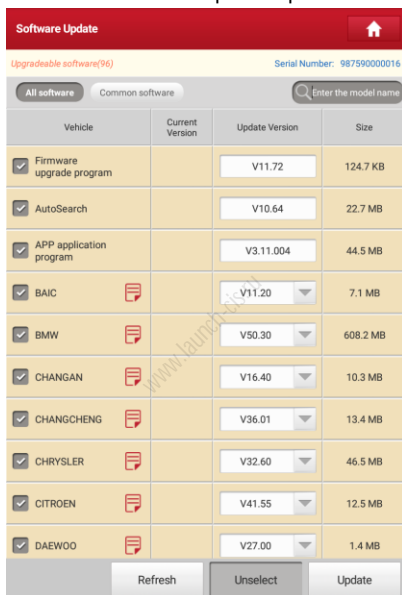 Software Update
Upgradeable software(96) Serial Number: 987590000016
All software Common software Enter the model name
Vehicle Current Version Update Version Size
Firmware upgrade program V11.72 124.7 KB
AutoSearch V10.64 22.7 MB
APP application program V3.11.004 44.5 MB
BAIC V11.20 7.1 MB
BMW V50.30 608.2 MB
CHANGAN V16.40 10.3 MB
CHANGCHENG V36.01 13.4 MB
CHRYSLER V32.60 46.5 MB
CITROEN V41.55 12.5 MB
DAEWOO V27.00 1.4 MB
Refresh Unselect Update
www.launch-cis.ru